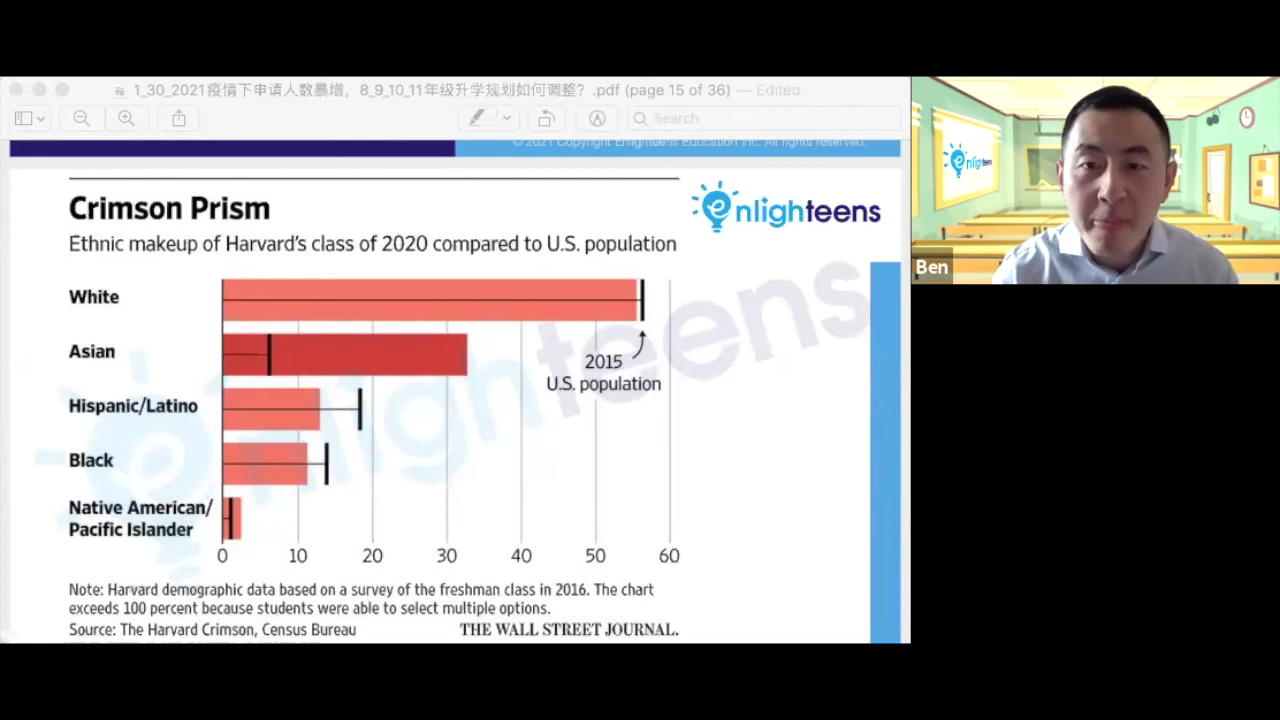 1_30_2021疫情下申请人数暴增，8_9_10_11年级升学规划如何调整？.pdf (page 15 of 36) — Edited
Search
© 2021 Copyright Enlighteens Education Inc. All rights reserved.
Crimson Prism
enlighteens
Ethnic makeup of Harvard's class of 2020 compared to U.S. population
White
Asian
2015
U.S. population
Hispanic/Latino
Black
Native American/
Pacific Islander
0 10 20 30 40 50 60
Note: Harvard demographic data based on a survey of the freshman class in 2016. The chart
exceeds 100 percent because students were able to select multiple options.
Source: The Harvard Crimson, Census Bureau
THE WALL STREET JOURNAL.
enlighteens
enlighteens
Ben